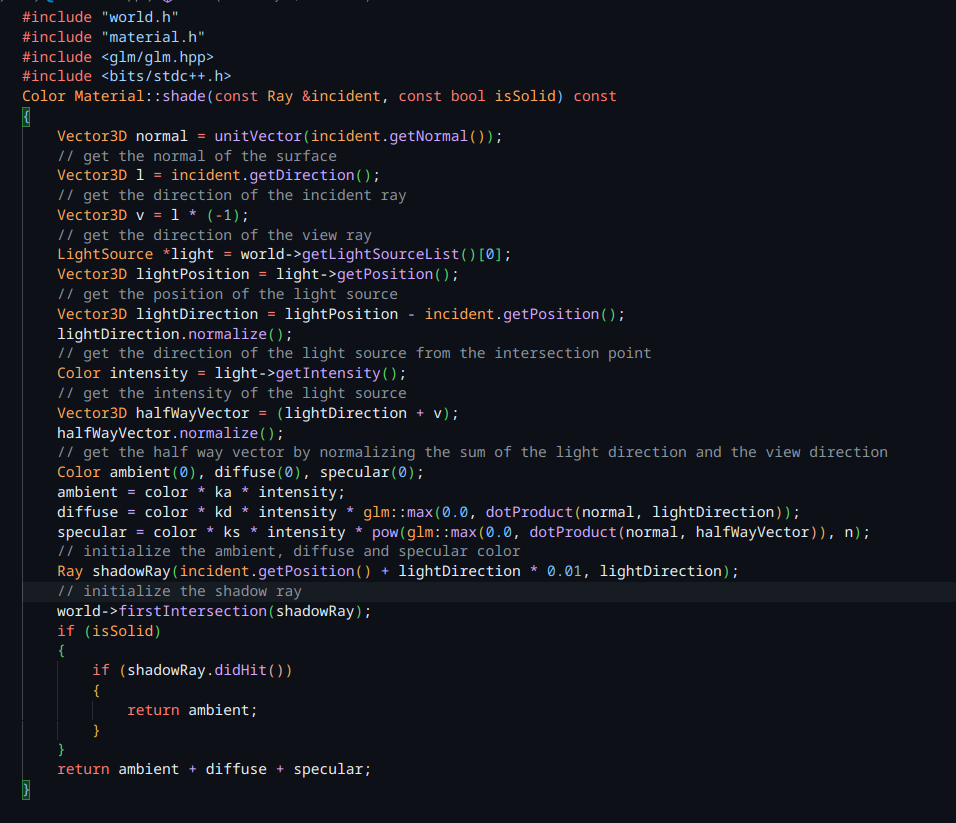 #include "world.h"
#include "material.h"
#include <glm/glm.hpp>
#include <bits/stdc++.h>
Color Material::shade(const Ray &incident, const bool isSolid) const
{
    Vector3D normal = unitVector(incident.getNormal());
    // get the normal of the surface
    Vector3D l = incident.getDirection();
    // get the direction of the incident ray
    Vector3D v = l * (-1);
    // get the direction of the view ray
    LightSource *light = world->getLightSourceList()[0];
    Vector3D lightPosition = light->getPosition();
    // get the position of the light source
    Vector3D lightDirection = lightPosition - incident.getPosition();
    lightDirection.normalize();
    // get the direction of the light source from the intersection point
    Color intensity = light->getIntensity();
    // get the intensity of the light source
    Vector3D halfWayVector = (lightDirection + v);
    halfWayVector.normalize();
    // get the half way vector by normalizing the sum of the light direction and the view direction
    Color ambient(0), diffuse(0), specular(0);
    ambient = color * ka * intensity;
    diffuse = color * kd * intensity * glm::max(0.0, dotProduct(normal, lightDirection));
    specular = color * ks * intensity * pow(glm::max(0.0, dotProduct(normal, halfWayVector)), n);
    // initialize the ambient, diffuse and specular color
    Ray shadowRay(incident.getPosition() + lightDirection * 0.01, lightDirection);
    // initialize the shadow ray
    world->firstIntersection(shadowRay);
    if (isSolid)
    {
        if (shadowRay.didHit())
        {
            return ambient;
        }
    }
    return ambient + diffuse + specular;
}